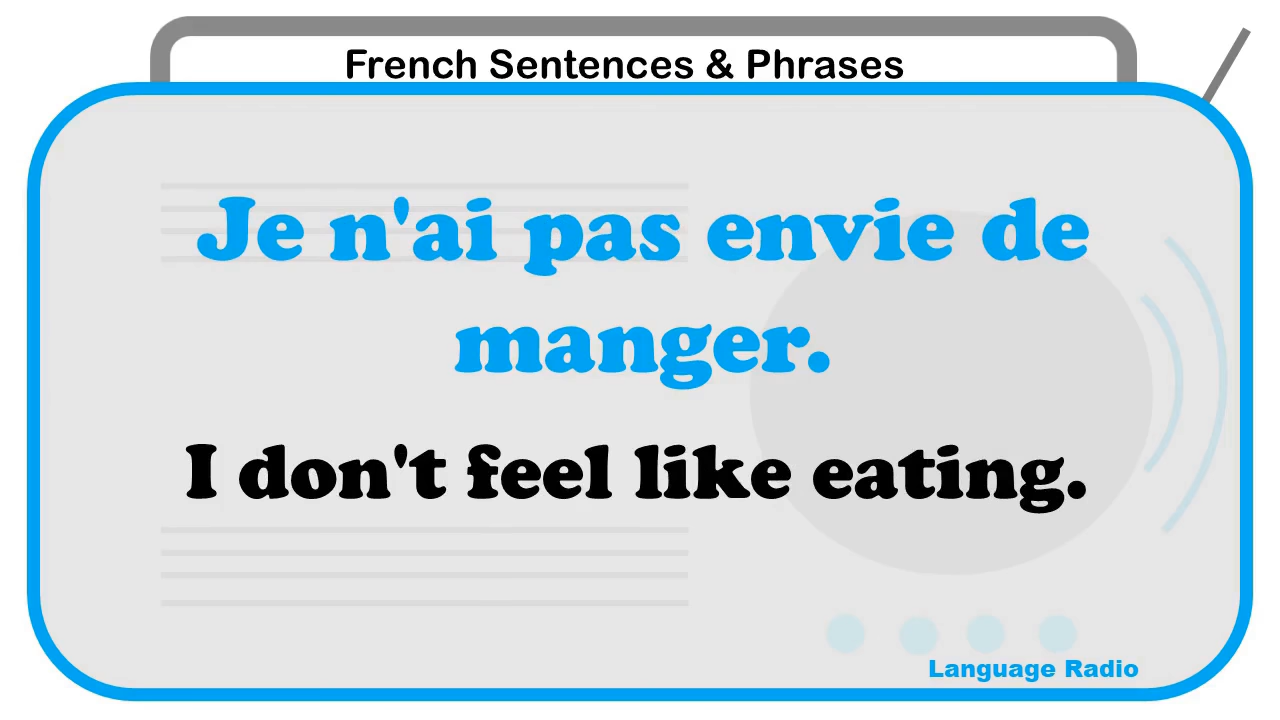 French Sentences & Phrases
Je n'ai pas envie de
manger.
I don't feel like eating.
Language Radio